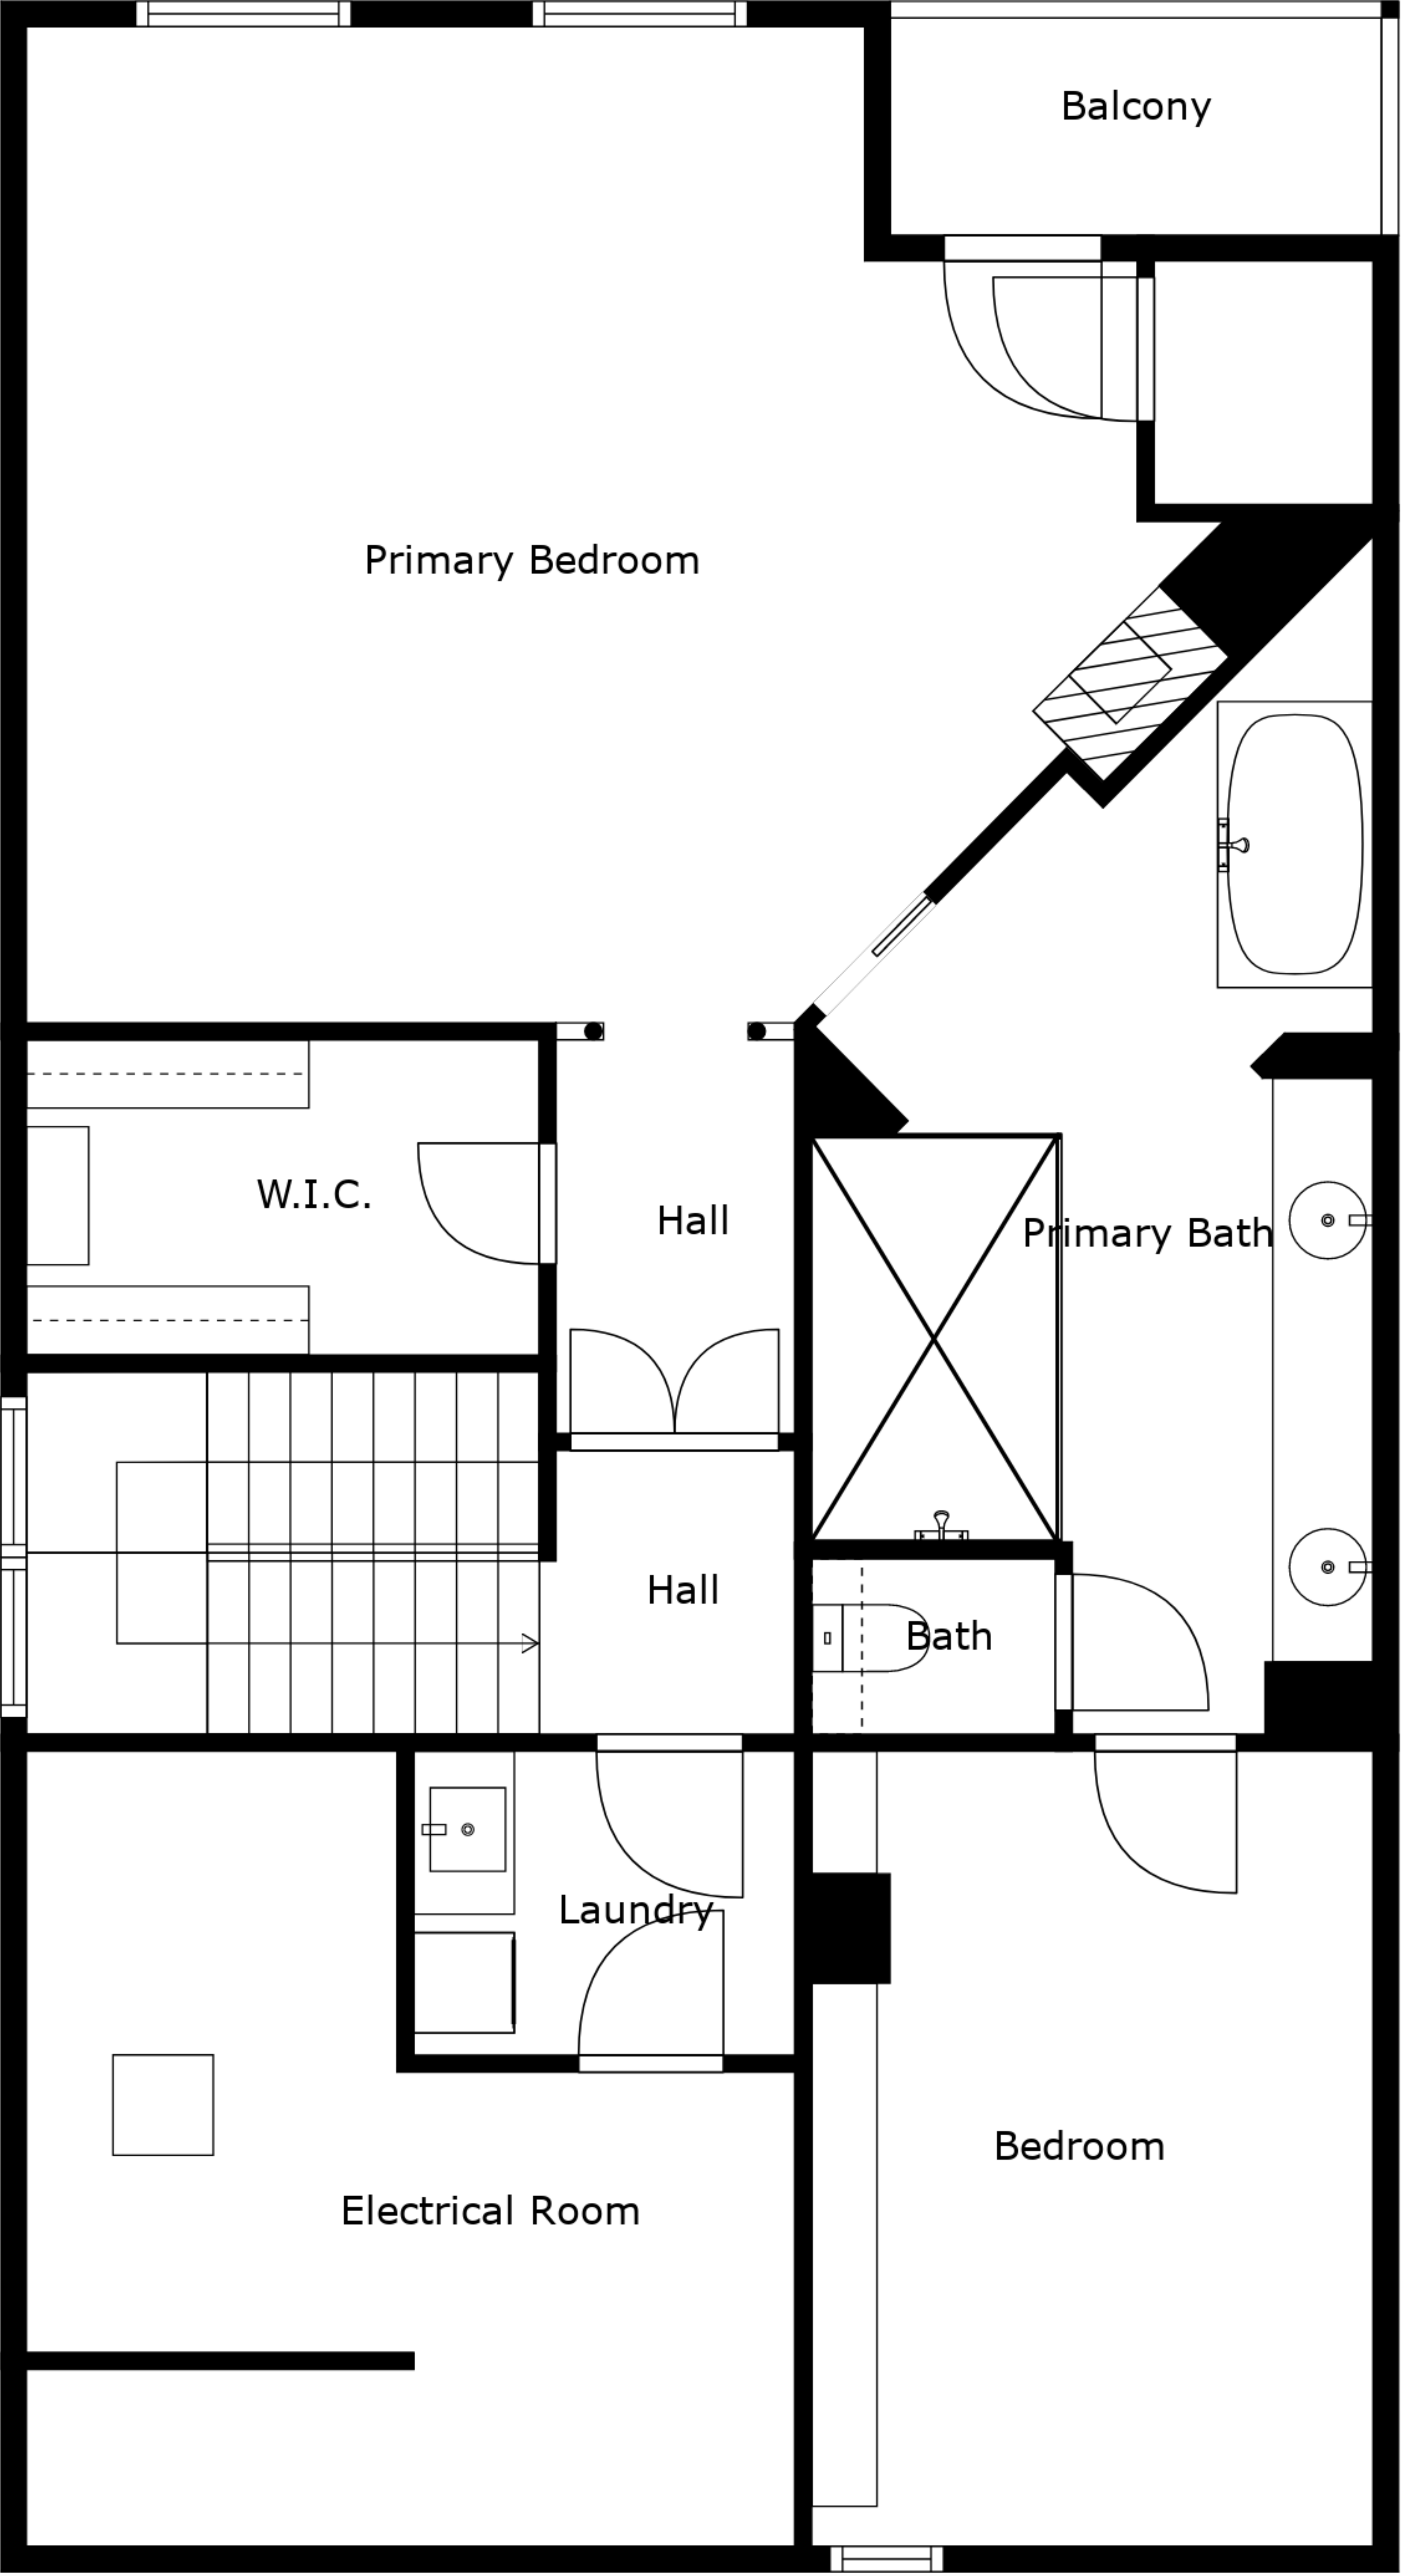 Balcony
Primary Bedroom
W.I.C.
Hall
Primary Bath
Hall
Bath
Laundry
Bedroom
Electrical Room